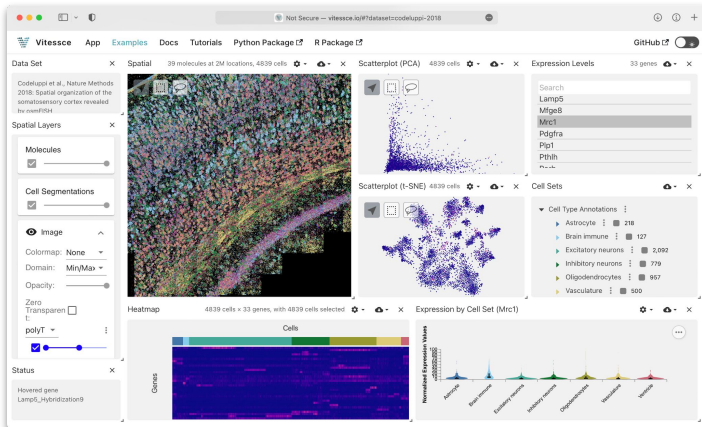 Not Secure — vitessce.io/#?dataset=codeluppi-2018
Vitessce App Examples Docs Tutorials Python Package R Package GitHub
Data Set
Codeluppi et al., Nature Methods
2018: Spatial organization of the
somatosensory cortex revealed
by osmFISH
Spatial Layers
Molecules
Cell Segmentations
Image
Colormap: None
Domain: Min/Max
Opacity:
Zero
Transparen
t:
polyT
Status
Hovered gene
Lamp5_Hybridization9
Spatial 39 molecules at 2M locations, 4839 cells
Scatterplot (PCA) 4839 cells
Scatterplot (t-SNE) 4839 cells
Expression Levels 33 genes
Search
Lamp5
Mfge8
Mrc1
Pdgfra
Plp1
Pthlh
Cell Sets
Cell Type Annotations
Astrocyte 218
Brain immune 127
Excitatory neurons 2,092
Inhibitory neurons 779
Oligodendrocytes 957
Vasculature 500
Heatmap 4839 cells × 33 genes, with 4839 cells selected
Cells
Genes
Expression by Cell Set (Mrc1)
Normalized Expression Values
Astrocyte
Brain immune
Excitatory neurons
Inhibitory neurons
Oligodendrocytes
Vasculature
Ventricle